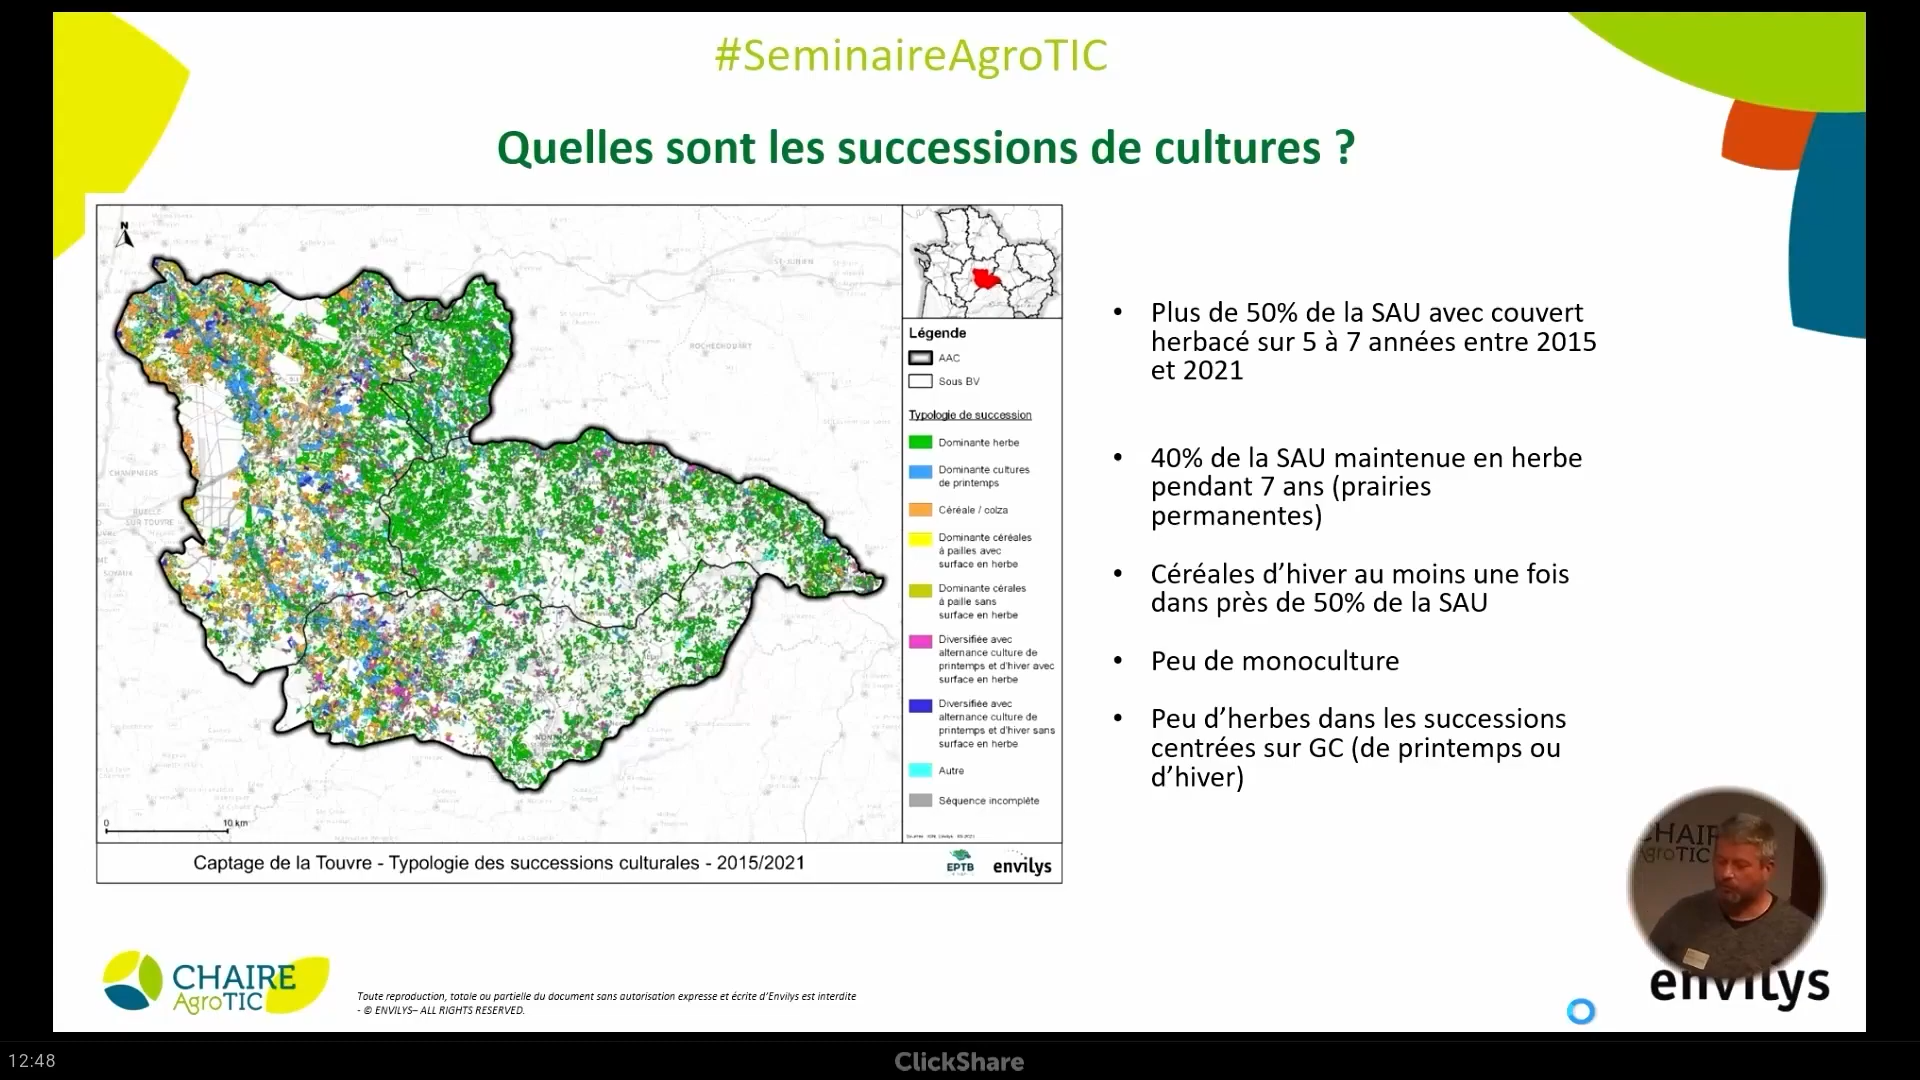 #SeminaireAgroTIC
Quelles sont les successions de cultures ?
N
ROCHECHOUART
CHAMPNIERS
RUELLE
SUR TOUVRE
SOYAUX
0
10 km
Légende
AAC
Sous BV
Typologie de succession
Dominante herbe
Dominante cultures
de printemps
Céréale / colza
Dominante céréales
à pailles avec
surface en herbe
Dominante cérales
à paille sans
surface en herbe
Diversifiée avec
alternance culture de
printemps et d'hiver avec
surface en herbe
Diversifiée avec
alternance culture de
printemps et d'hiver sans
surface en herbe
Autre
Séquence incomplète
Captage de la Touvre - Typologie des successions culturales - 2015/2021
EPTB
envilys
• Plus de 50% de la SAU avec couvert
herbacé sur 5 à 7 années entre 2015
et 2021
• 40% de la SAU maintenue en herbe
pendant 7 ans (prairies
permanentes)
• Céréales d’hiver au moins une fois
dans près de 50% de la SAU
• Peu de monoculture
• Peu d’herbes dans les successions
centrées sur GC (de printemps ou
d’hiver)
CHAIRE
AgroTIC
CHAIRE
AgroTIC
Toute reproduction, totale ou partielle du document sans autorisation expresse et écrite d’Envilys est interdite
- © ENVILYS– ALL RIGHTS RESERVED.
envilys
12:48
ClickShare